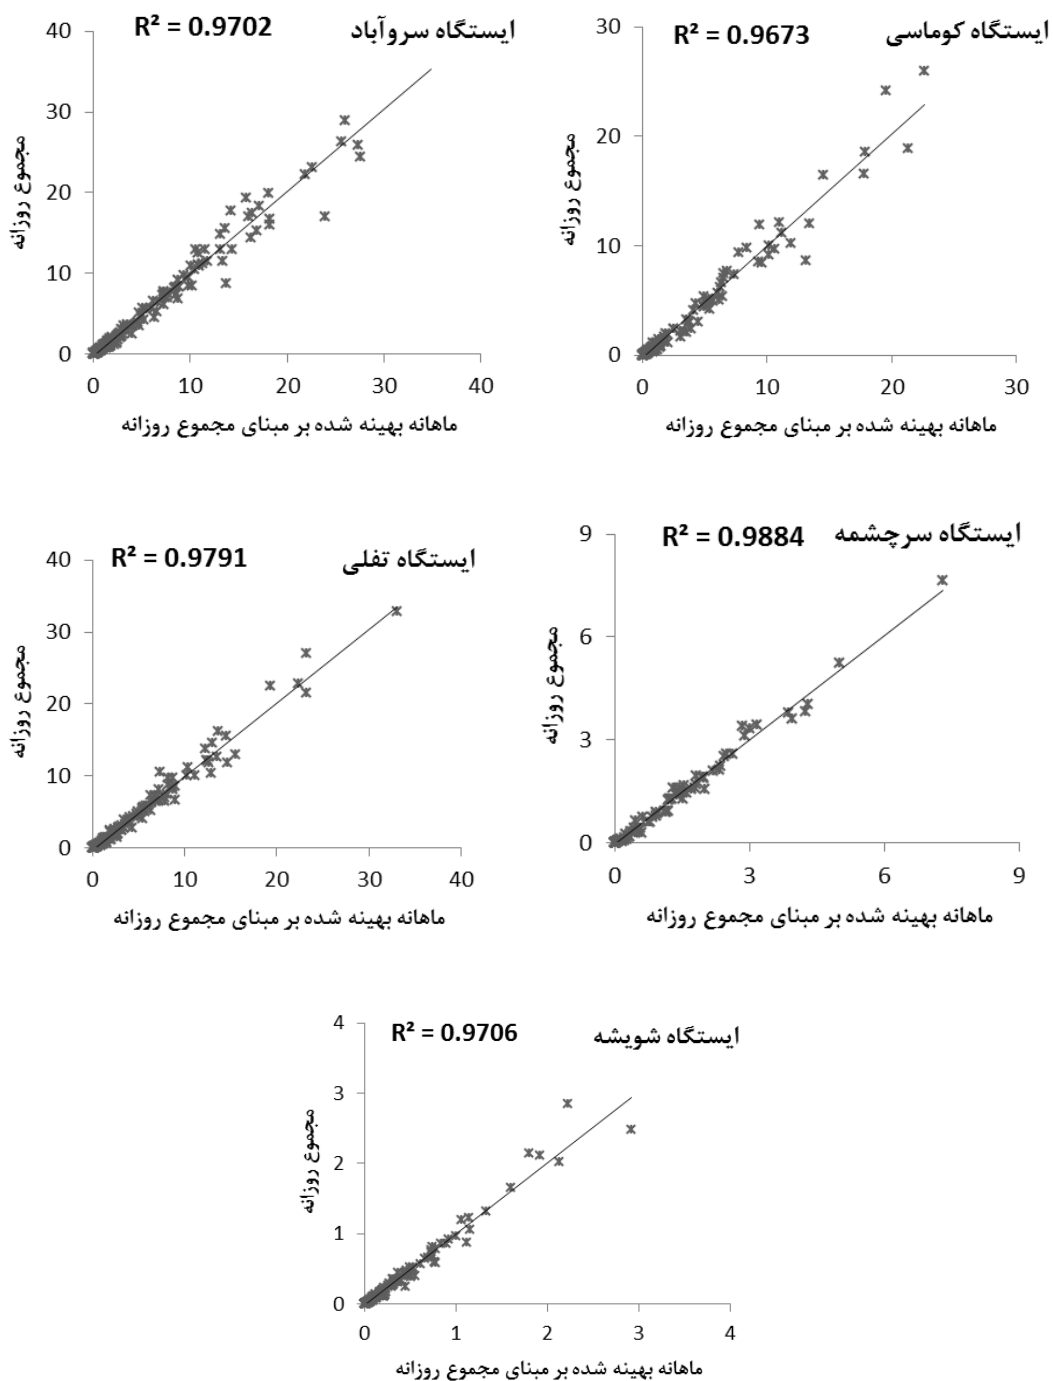 ایستگاه سروآباد
R² = 0.9702
40
30
20
10
0
0 10 20 30 40
مجموع روزانه
ماهانه بهینه شده بر مبنای مجموع روزانه
ایستگاه کوماسی
R² = 0.9673
30
20
10
0
0 10 20 30
مجموع روزانه
ماهانه بهینه شده بر مبنای مجموع روزانه
ایستگاه تفلی
R² = 0.9791
40
30
20
10
0
0 10 20 30 40
مجموع روزانه
ماهانه بهینه شده بر مبنای مجموع روزانه
ایستگاه سرچشمه
R² = 0.9884
9
6
3
0
0 3 6 9
مجموع روزانه
ماهانه بهینه شده بر مبنای مجموع روزانه
ایستگاه شویشه
R² = 0.9706
4
3
2
1
0
0 1 2 3 4
مجموع روزانه
ماهانه بهینه شده بر مبنای مجموع روزانه